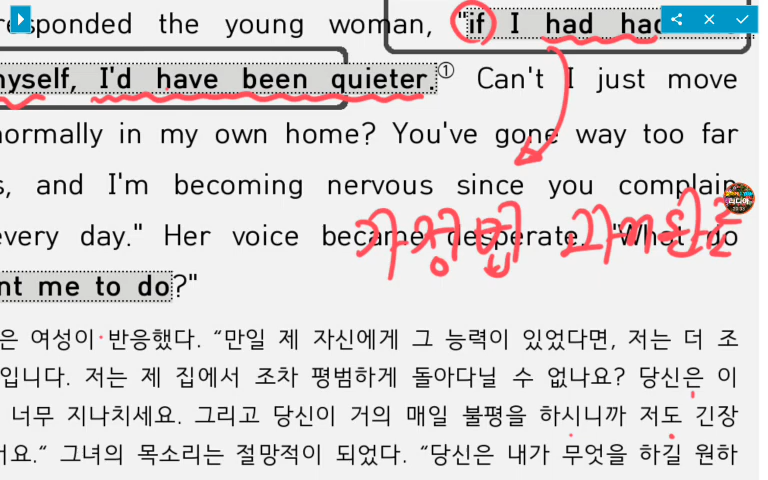 responded the young woman, "if I had had
myself, I'd have been quieter.① Can't I just move
normally in my own home? You've gone way too far
s, and I'm becoming nervous since you complain
every day." Her voice became desperate. "What do
nt me to do?"
가정법 과거완료
은 여성이 반응했다. “만일 제 자신에게 그 능력이 있었다면, 저는 더 조
입니다. 저는 제 집에서 조차 평범하게 돌아다닐 수 없나요? 당신은 이
너무 지나치세요. 그리고 당신이 거의 매일 불평을 하시니까 저도 긴장
어요.“ 그녀의 목소리는 절망적이 되었다. “당신은 내가 무엇을 하길 원하